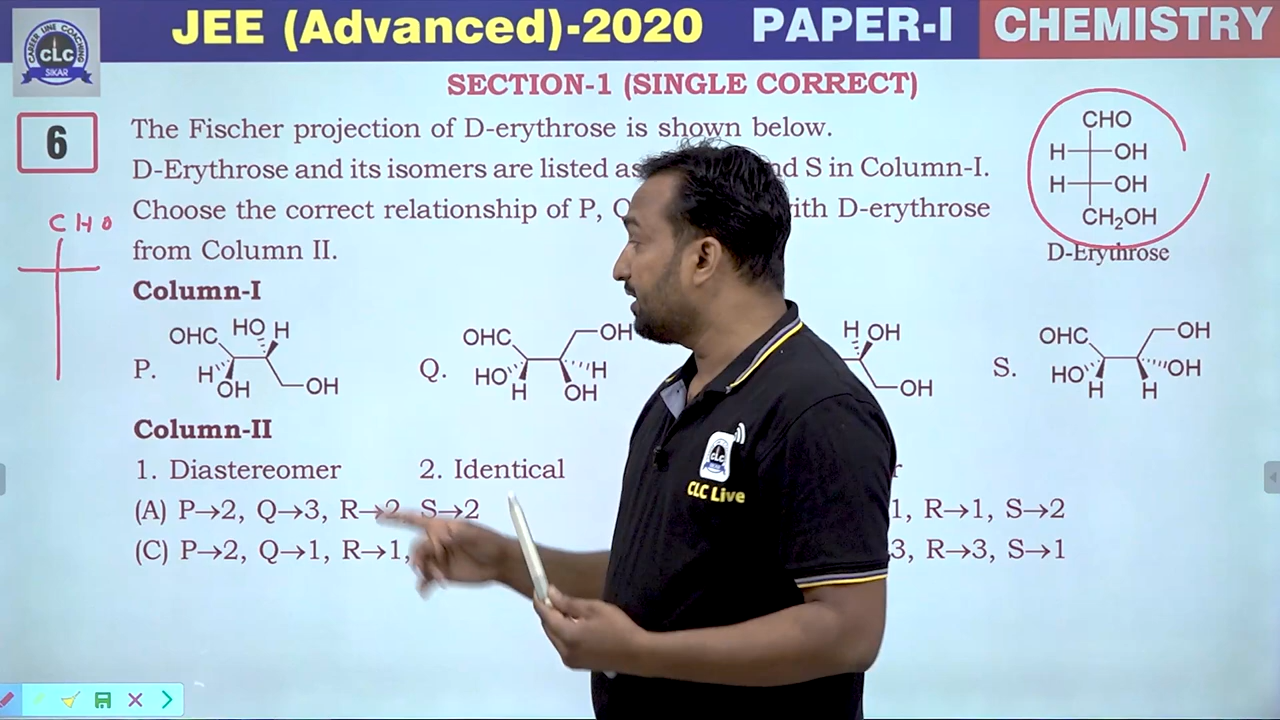 JEE (Advanced)-2020 PAPER-I CHEMISTRY
CAREER LINE COACHING
CLC
SIKAR
SECTION-1 (SINGLE CORRECT)
6
The Fischer projection of D-erythrose is shown below.
D-Erythrose and its isomers are listed as nd S in Column-I.
Choose the correct relationship of P, with D-erythrose
from Column II.
CHO
H OH
H OH
CH₂OH
D-Erythrose
CHO
Column-I
P. OHC HO H H OH OH
Q. OHC OH HO H H OH
H OH OH
S. OHC OH HO H H OH
Column-II
1. Diastereomer 2. Identical
(A) P→2, Q→3, R→2, S→2
1, R→1, S→2
(C) P→2, Q→1, R→1,
3, R→3, S→1
CLC
CLC Live